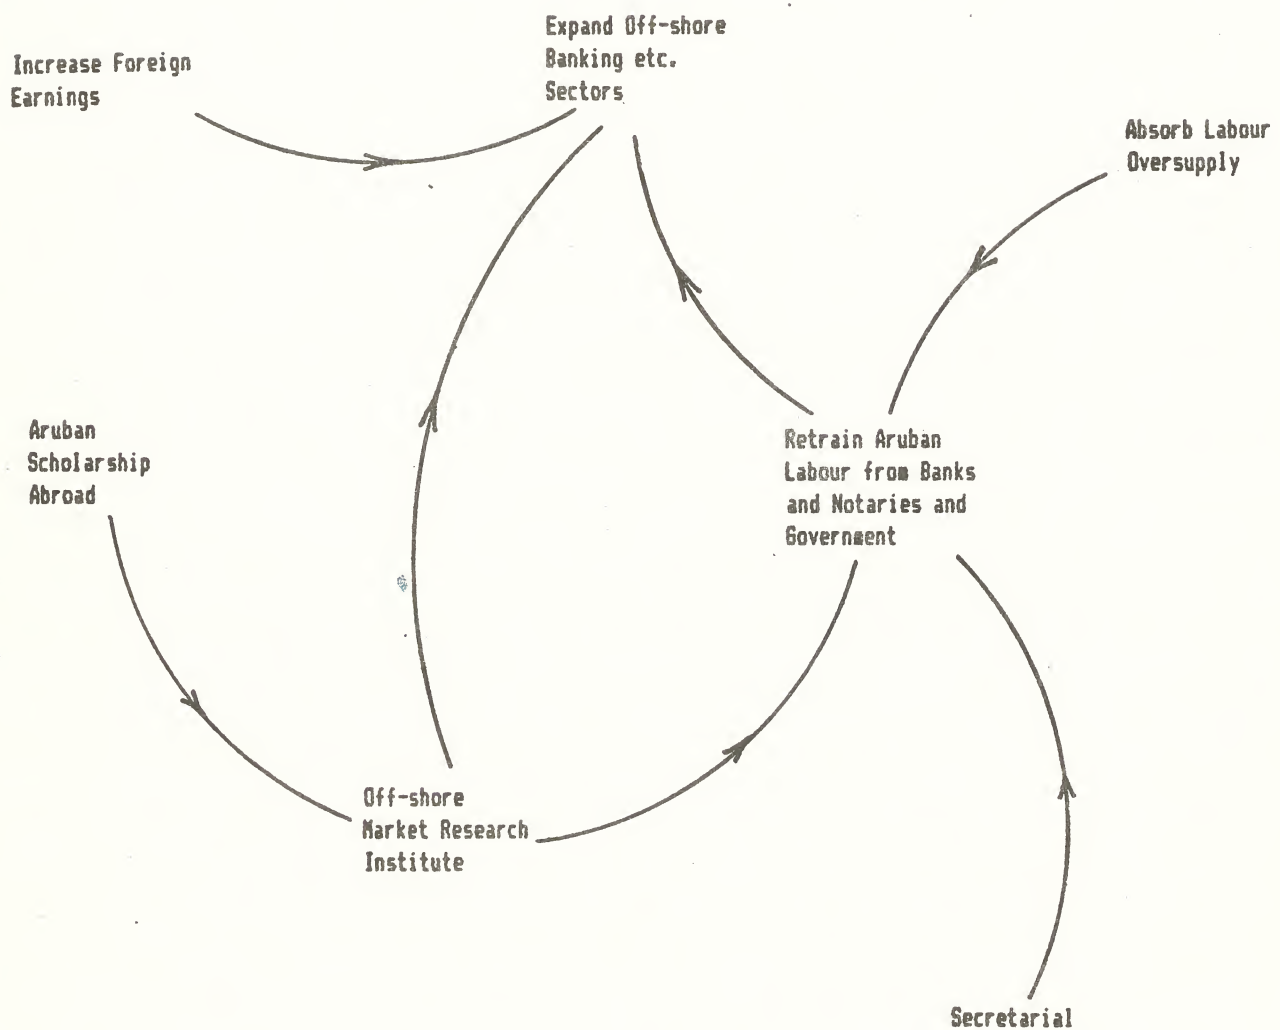 Expand Off-shore
Banking etc.
Sectors
Increase Foreign
Earnings
Absorb Labour
Oversupply
Aruban
Scholarship
Abroad
Retrain Aruban
Labour from Banks
and Notaries and
Government
Off-shore
Market Research
Institute
Secretarial